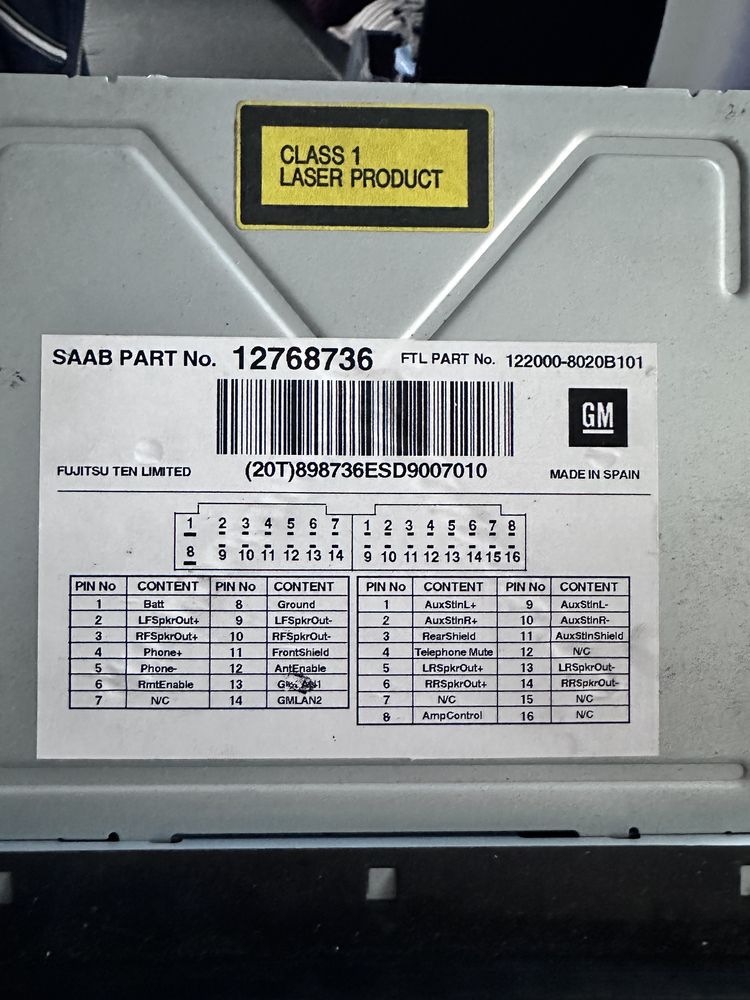 CLASS 1
LASER PRODUCT
SAAB PART No. 12768736 FTL PART No. 122000-8020B101
GM
FUJITSU TEN LIMITED (20T)898736ESD9007010 MADE IN SPAIN
1 2 3 4 5 6 7 1 2 3 4 5 6 7 8
8 9 10 11 12 13 14 9 10 11 12 13 14 15 16
PIN No CONTENT PIN No CONTENT PIN No CONTENT PIN No CONTENT
1 Batt 8 Ground 1 AuxStInL+ 9 AuxStInL-
2 LFSpkrOut+ 9 LFSpkrOut- 2 AuxStInR+ 10 AuxStInR-
3 RFSpkrOut+ 10 RFSpkrOut- 3 RearShield 11 AuxStInShield
4 Phone+ 11 FrontShield 4 Telephone Mute 12 N/C
5 Phone- 12 AntEnable 5 LRSpkrOut+ 13 LRSpkrOut-
6 RmtEnable 13 6 RRSpkrOut+ 14 RRSpkrOut-
7 N/C 14 GMLAN2 7 N/C 15 N/C
8 AmpControl 16 N/C